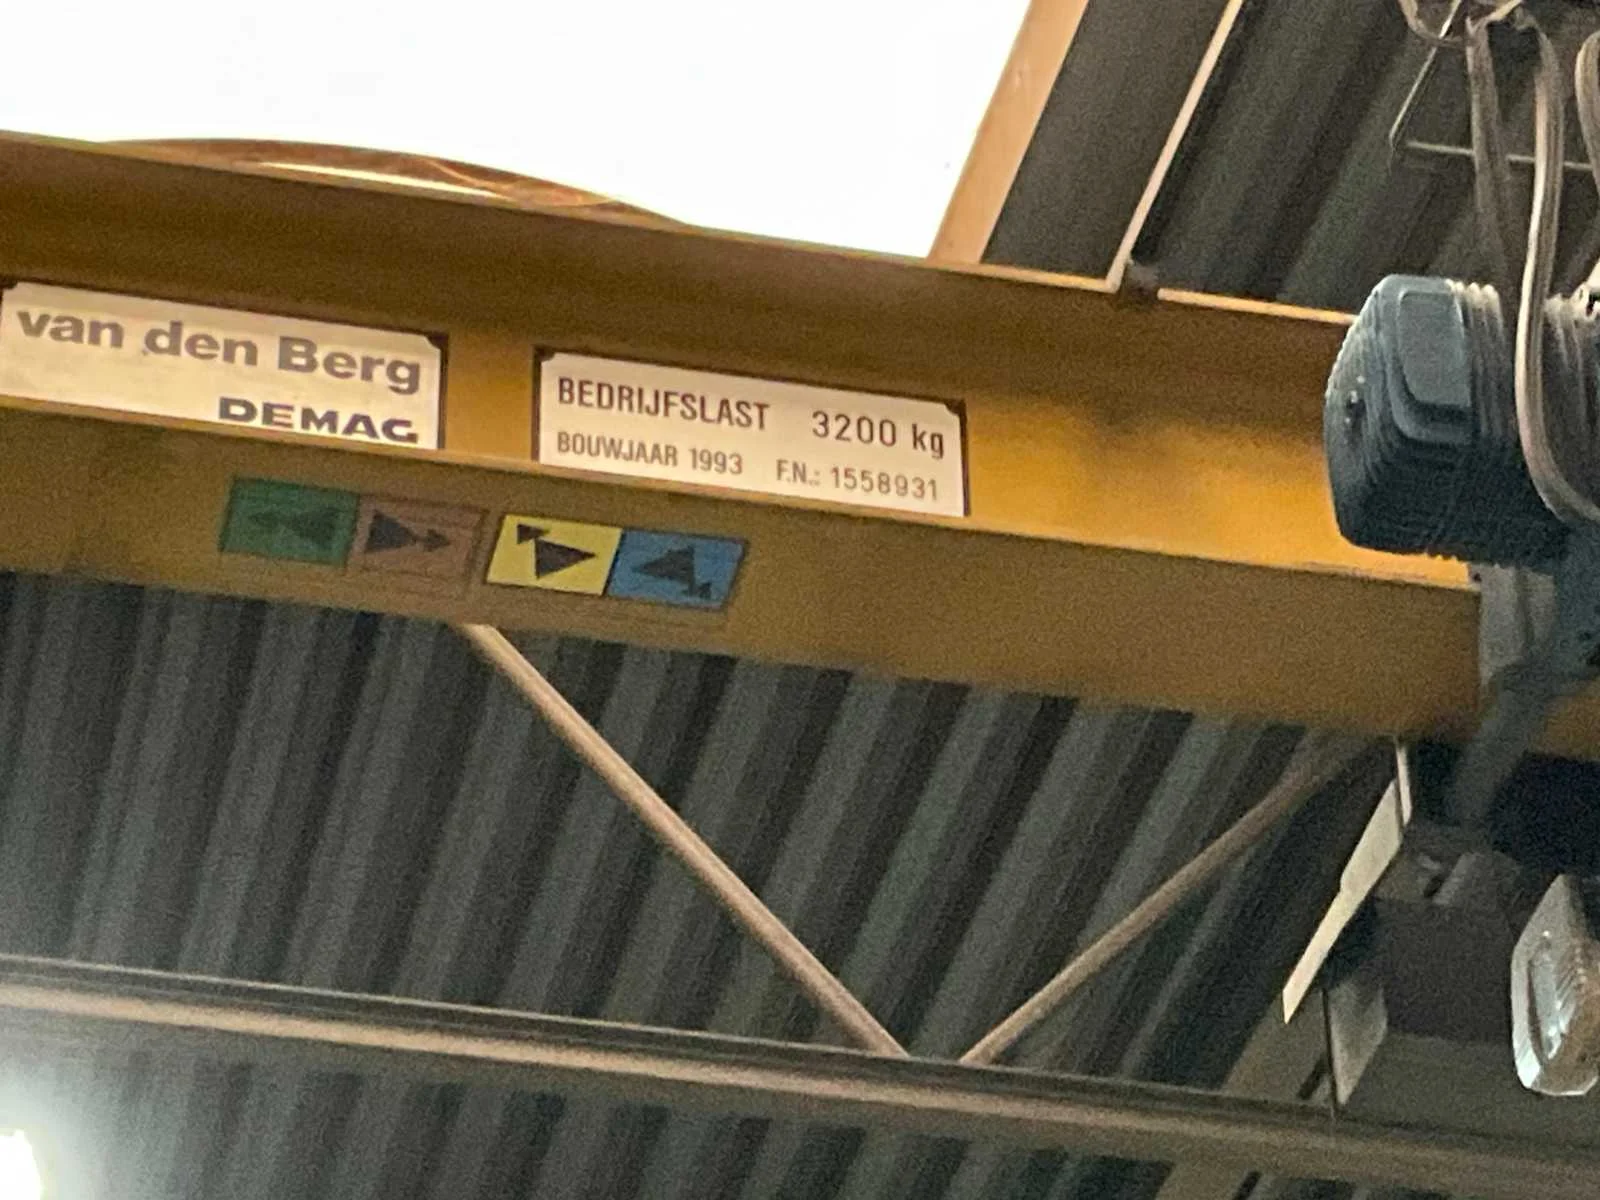 van den Berg
DEMAG
BEDRIJFSLAST 3200 kg
BOUWJAAR 1993 F.N.: 1558931